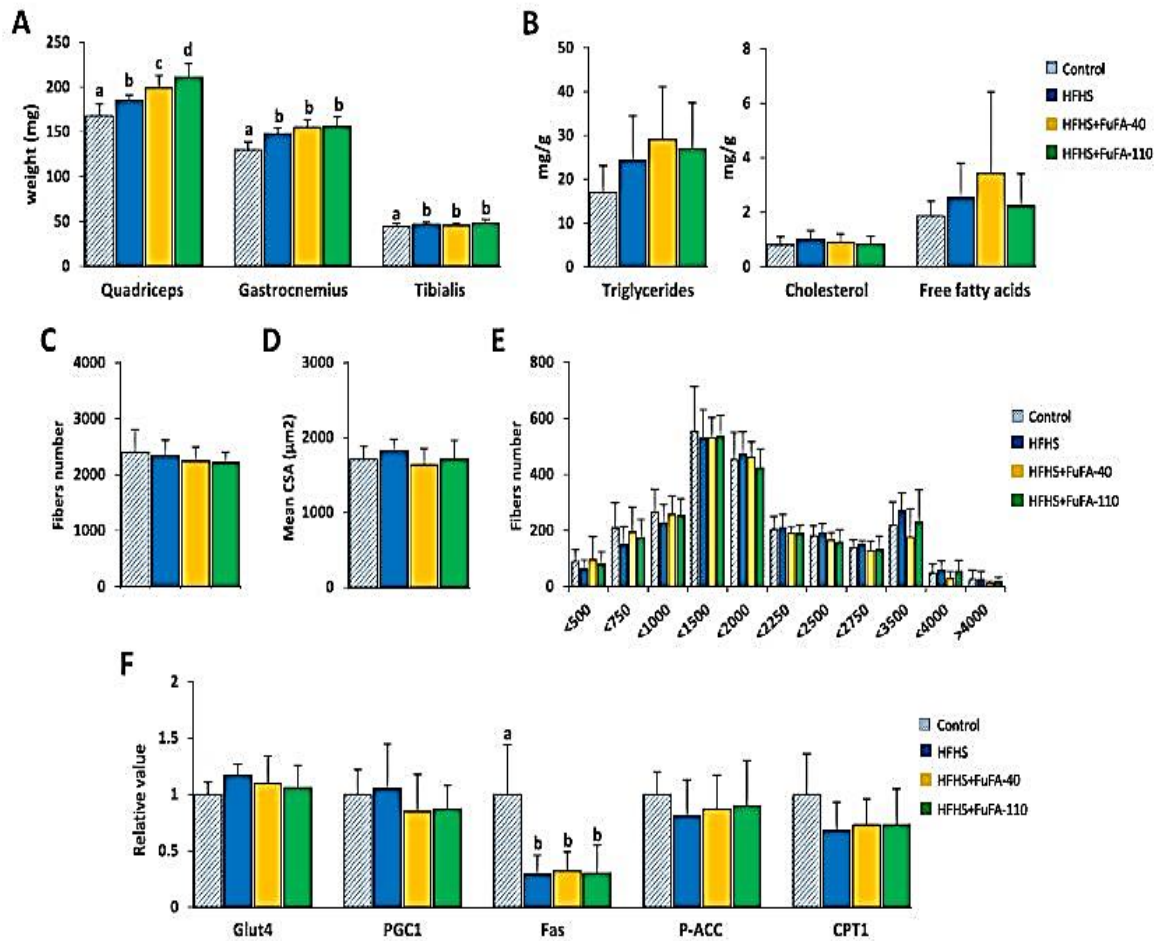 A
weight (mg)
250
200
150
100
50
0
a b c d
a b b b
a b b b
Quadriceps Gastrocnemius Tibialis
B
mg/g
50
40
30
20
10
0
Triglycerides
mg/g
8
6
4
2
0
Cholesterol Free fatty acids
Control
HFHS
HFHS+FuFA-40
HFHS+FuFA-110
C
Fibers number
4000
3000
2000
1000
0
D
Mean CSA (µm2)
3000
2000
1000
0
E
Fibers number
800
600
400
200
0
<500 <750 <1000 <1500 <2000 <2250 <2500 <2750 <3500 <4000 >4000
Control
HFHS
HFHS+FuFA-40
HFHS+FuFA-110
F
Relative value
2
1.5
1
0.5
0
a b b b
Glut4 PGC1 Fas P-ACC CPT1
Control
HFHS
HFHS+FuFA-40
HFHS+FuFA-110